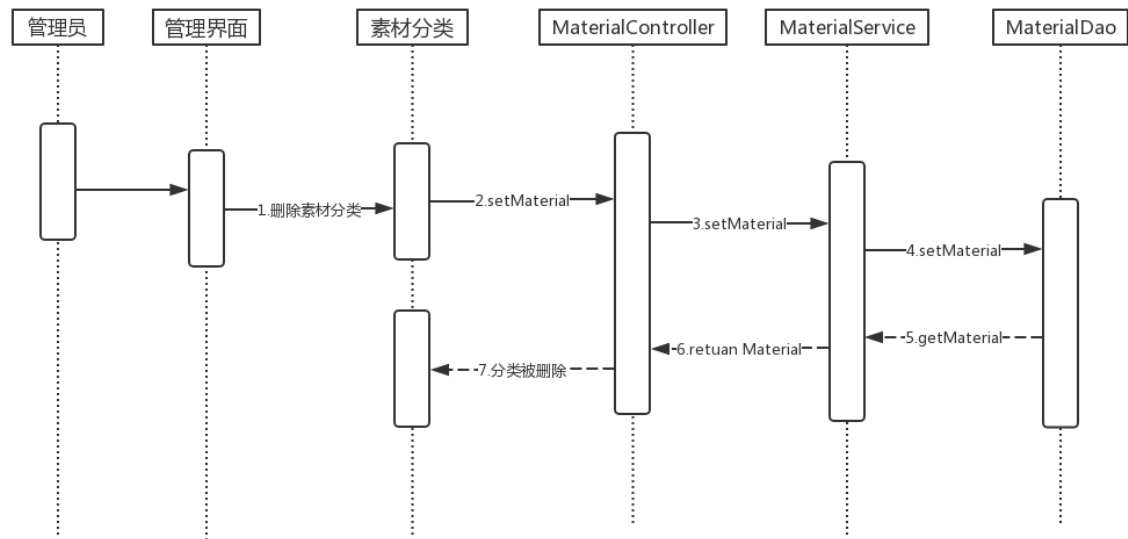 管理员
管理界面
素材分类
MaterialController
MaterialService
MaterialDao
1.删除素材分类
2.setMaterial
3.setMaterial
4.setMaterial
5.getMaterial
6.retuan Material
7.分类被删除